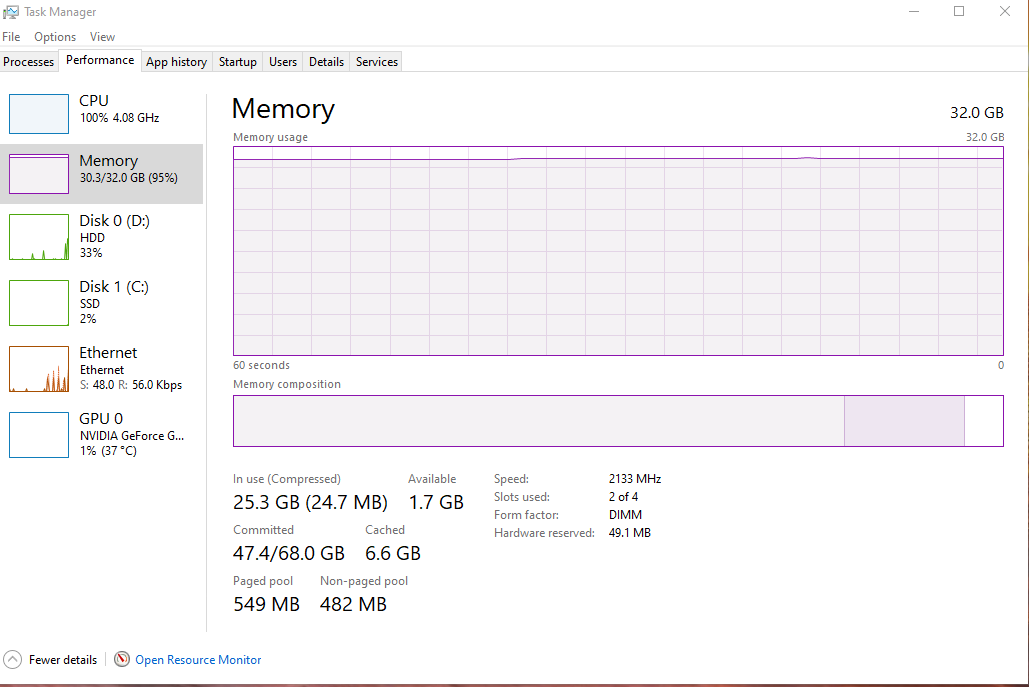 Task Manager
File Options View
Processes Performance App history Startup Users Details Services
CPU
100% 4.08 GHz
Memory
30.3/32.0 GB (95%)
Disk 0 (D:)
HDD
33%
Disk 1 (C:)
SSD
2%
Ethernet
Ethernet
S: 48.0 R: 56.0 Kbps
GPU 0
NVIDIA GeForce G...
1% (37 °C)
Memory 32.0 GB
Memory usage 32.0 GB
60 seconds 0
Memory composition
In use (Compressed) Available
25.3 GB (24.7 MB) 1.7 GB
Committed Cached
47.4/68.0 GB 6.6 GB
Paged pool Non-paged pool
549 MB 482 MB
Speed: 2133 MHz
Slots used: 2 of 4
Form factor: DIMM
Hardware reserved: 49.1 MB
Fewer details Open Resource Monitor